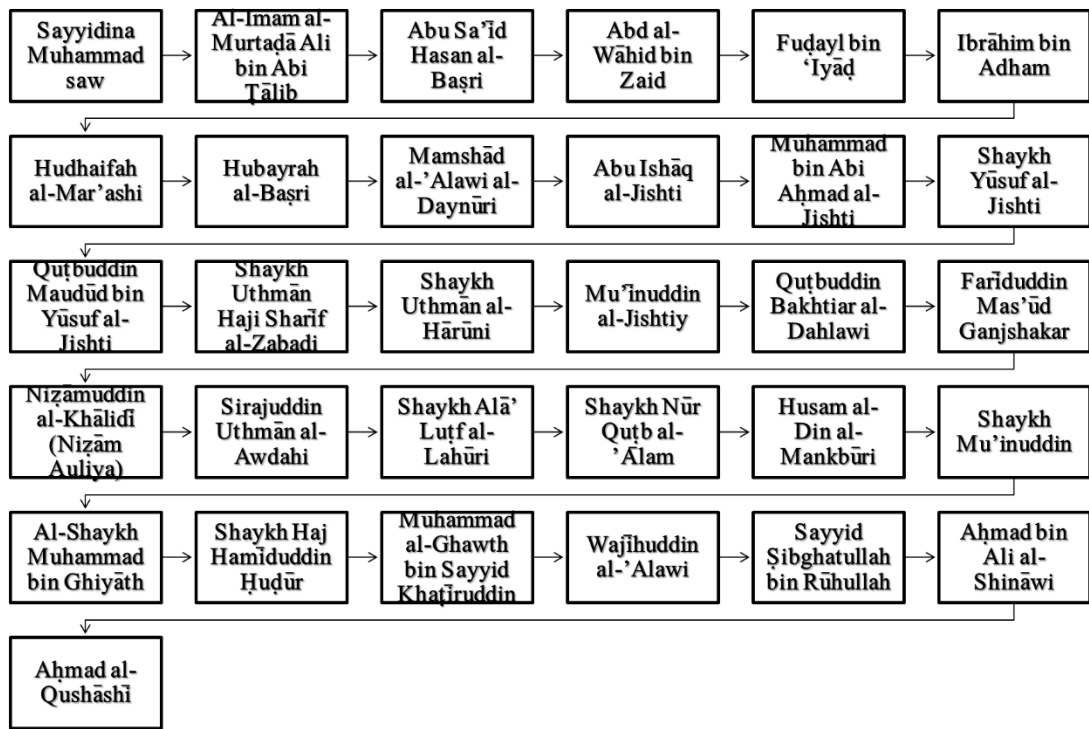 Sayyidina
Muhammad
saw
Al-Imam al-
Murtaḍā Ali
bin Abi
Ṭālib
Abu Sa’īd
Hasan al-
Baṣri
Abd al-
Wāhid bin
Zaid
Fuḍayl bin
‘Iyāḍ
Ibrāhim bin
Adham
Hudhaifah
al-Mar’ashi
Hubayrah
al-Baṣri
Mamshād
al-’Alawi al-
Daynūri
Abu Ishāq
al-Jishti
Muhammad
bin Abi
Aḥmad al-
Jishti
Shaykh
Yūsuf al-
Jishti
Quṭbuddin
Maudūd bin
Yūsuf al-
Jishti
Shaykh
Uthmān
Haji Sharīf
al-Zabadi
Shaykh
Uthmān al-
Hārūni
Mu’īnuddin
al-Jishtiy
Quṭbuddin
Bakhtiar al-
Dahlawi
Farīduddin
Mas’ūd
Ganjshakar
Niẓāmuddin
al-Khālidī
(Niẓām
Auliya)
Sirajuddin
Uthmān al-
Awdahi
Shaykh Alā’
Luṭf al-
Lahūri
Shaykh Nūr
Quṭb al-
’Ālam
Husam al-
Din al-
Mankbūri
Shaykh
Mu’inuddin
Al-Shaykh
Muhammad
bin Ghiyāth
Shaykh Haj
Hamīduddin
Ḥuḍūr
Muhammad
al-Ghawth
bin Sayyid
Khaṭīruddin
Wajīhuddin
al-’Alawi
Sayyid
Ṣibghatullah
bin Rūhullah
Aḥmad bin
Ali al-
Shināwi
Aḥmad al-
Qushāshī